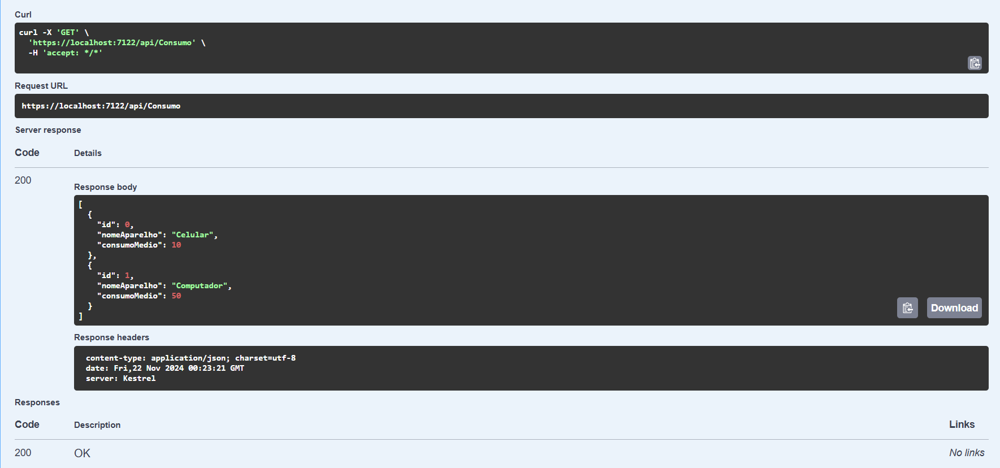 Curl
curl -X 'GET' \
'https://localhost:7122/api/Consumo' \
-H 'accept: */*'
Request URL
https://localhost:7122/api/Consumo
Server response
Code Details
200
Response body
[
{
"id": 0,
"nomeAparelho": "Celular",
"consumoMedio": 10
},
{
"id": 1,
"nomeAparelho": "Computador",
"consumoMedio": 50
}
]
Download
Response headers
content-type: application/json; charset=utf-8
date: Fri,22 Nov 2024 00:23:21 GMT
server: Kestrel
Responses
Code Description Links
200 OK No links